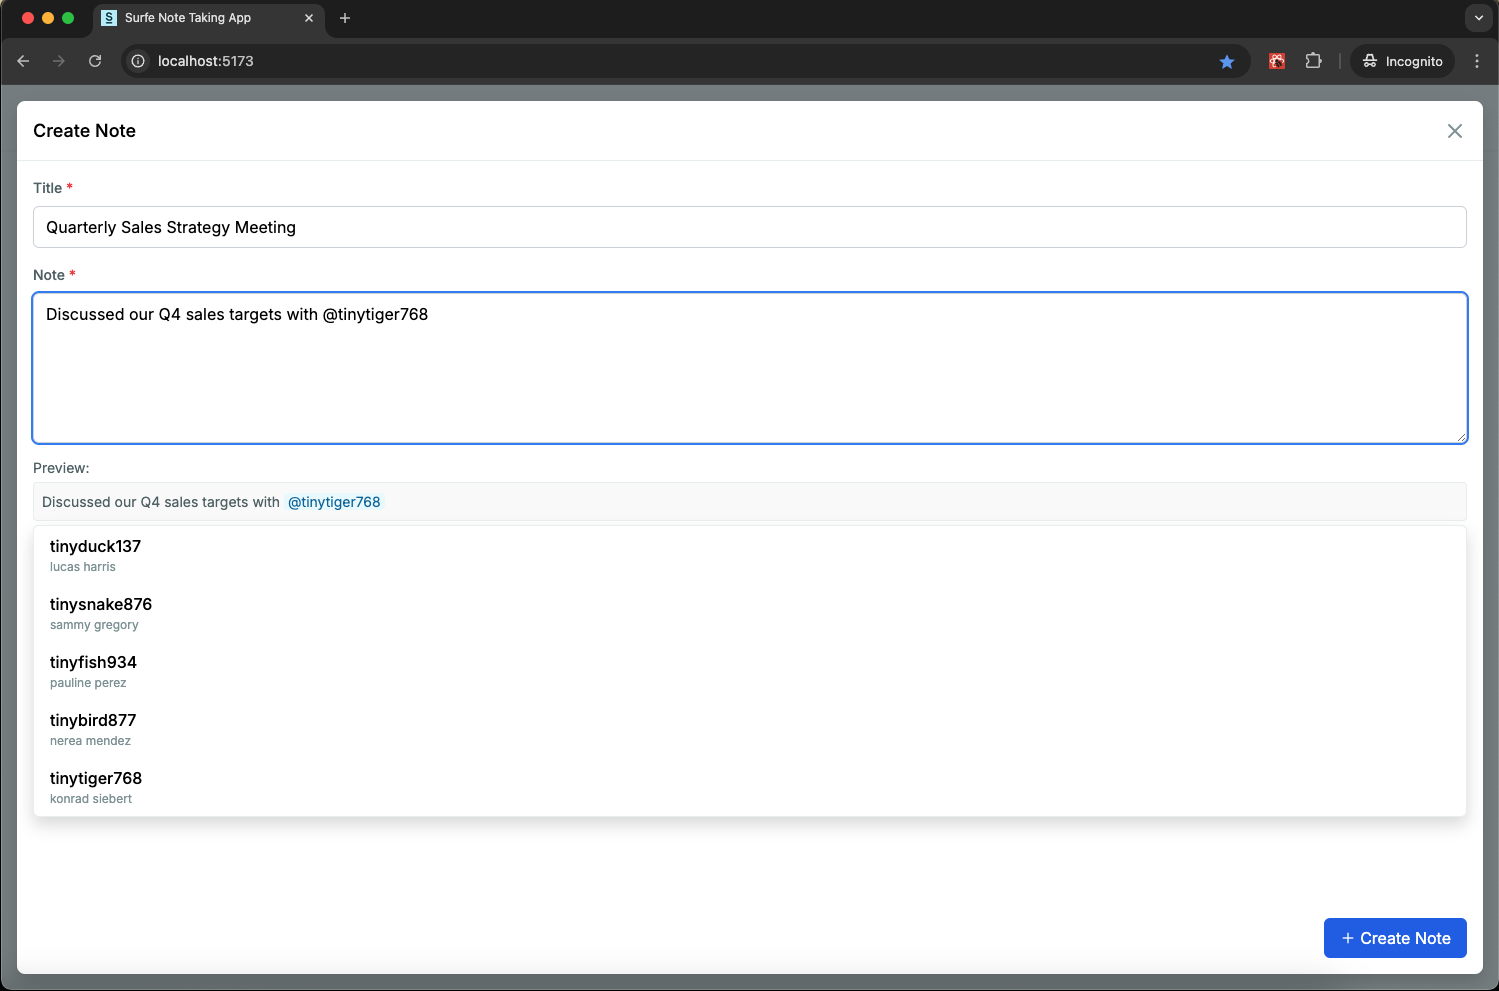 Surfe Note Taking App
localhost:5173
Incognito
Create Note
Title *
Quarterly Sales Strategy Meeting
Note *
Discussed our Q4 sales targets with @tinytiger768
Preview:
Discussed our Q4 sales targets with @tinytiger768
tinyduck137
lucas harris
tinysnake876
sammy gregory
tinyfish934
pauline perez
tinybird877
nerea mendez
tinytiger768
konrad siebert
+ Create Note